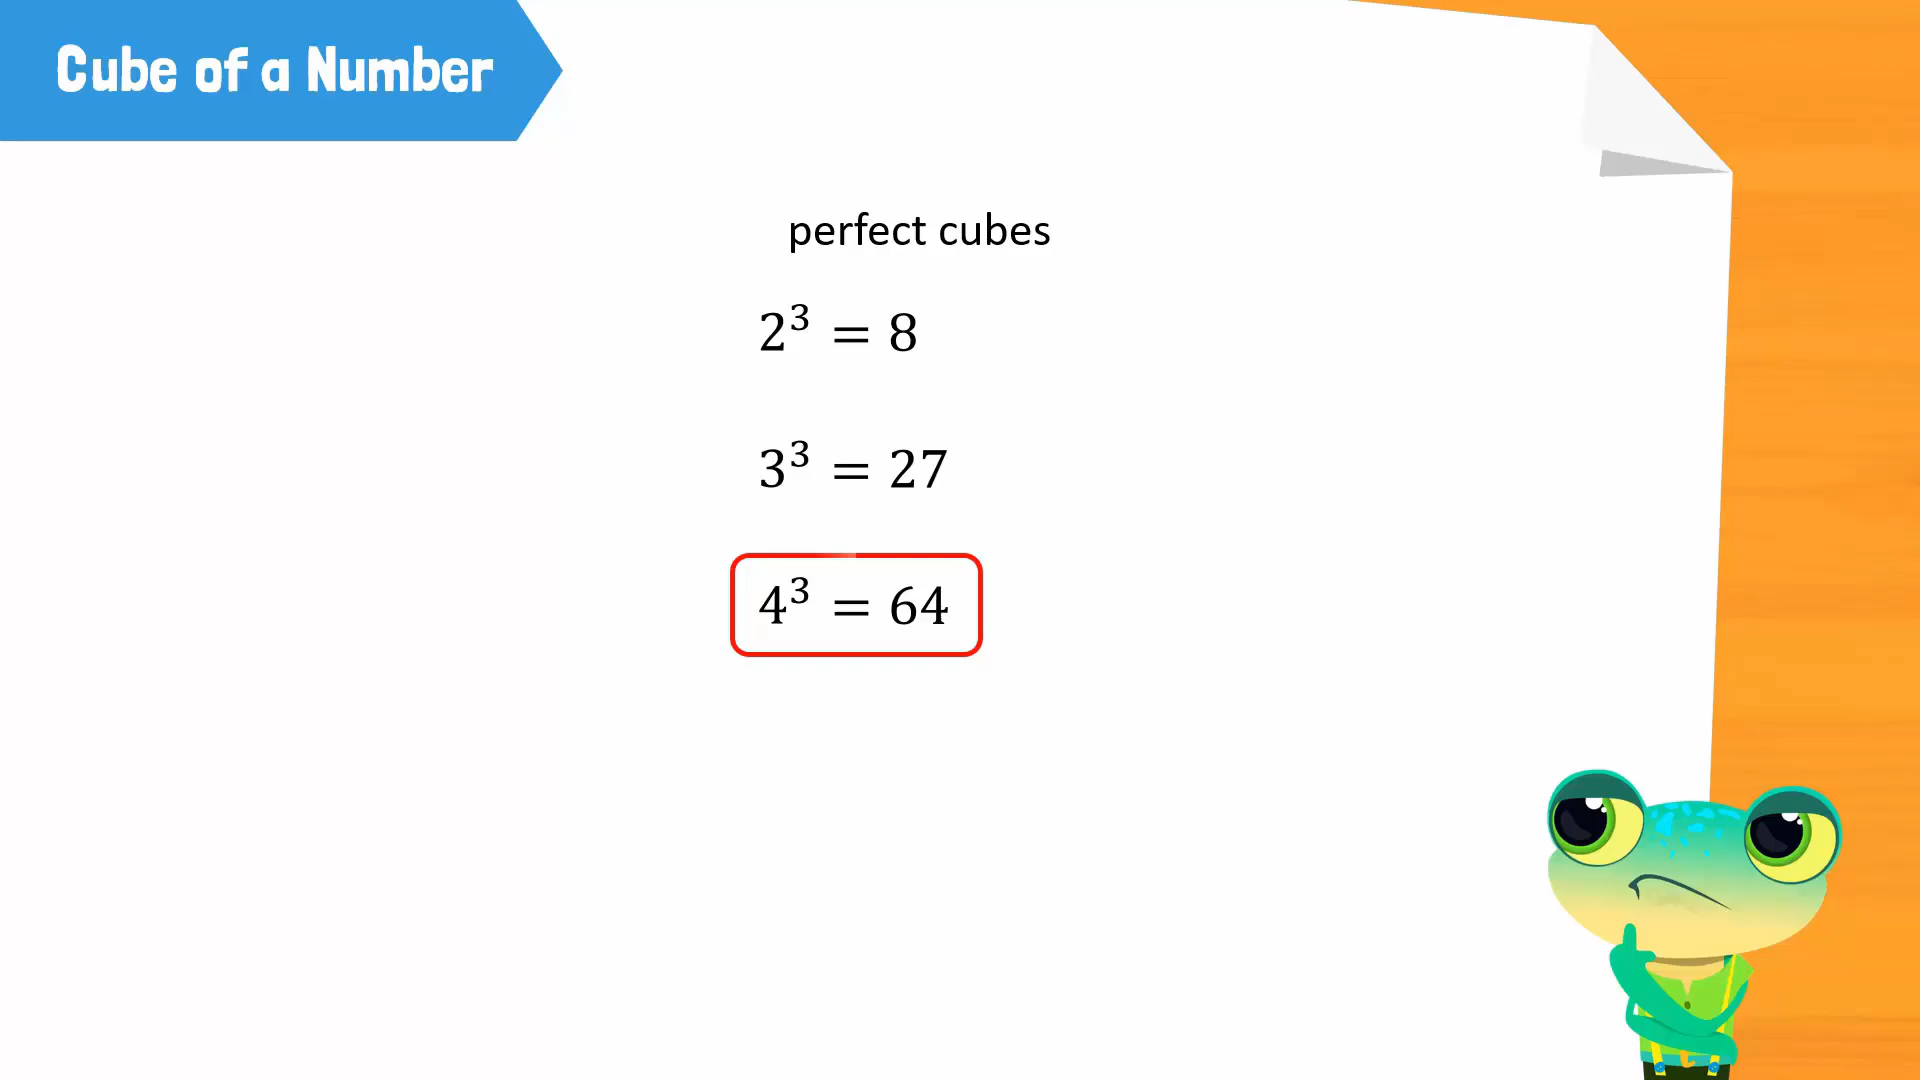 Cube of a Number
perfect cubes
2³ = 8
3³ = 27
4³ = 64